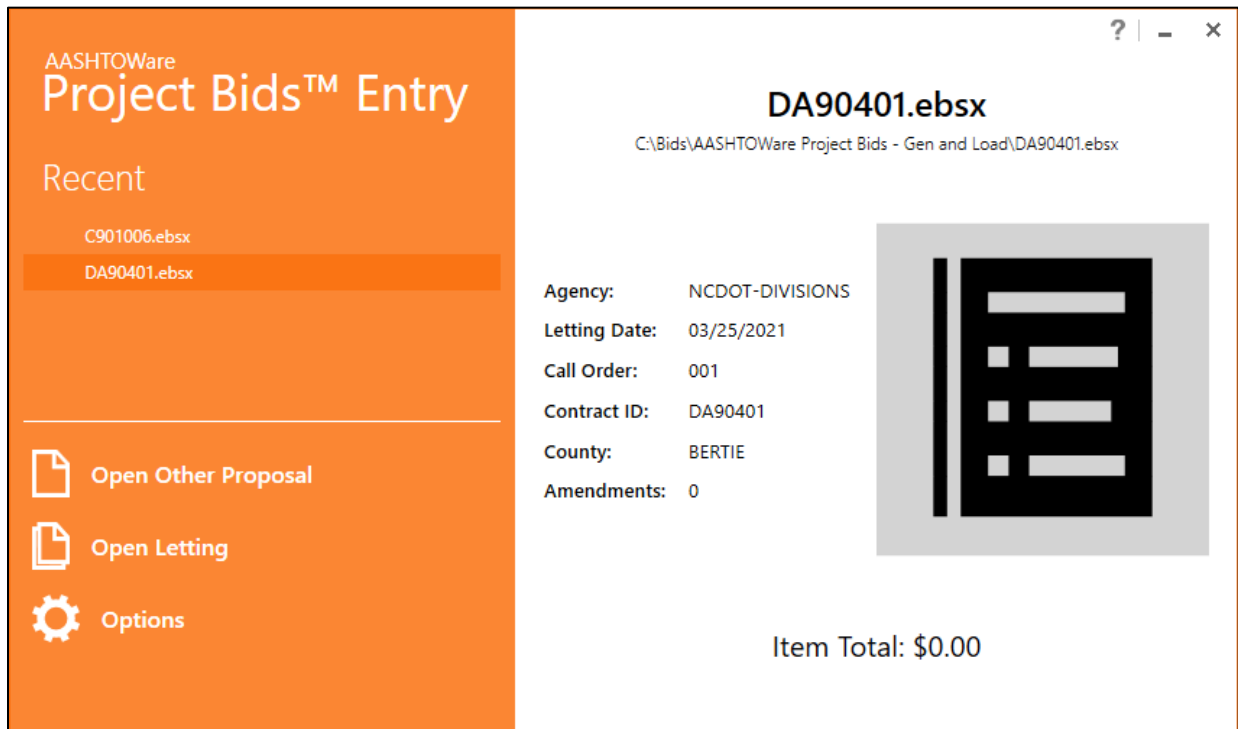 AASHTOWare
Project Bids™ Entry
Recent
C901006.ebsx
DA90401.ebsx
Open Other Proposal
Open Letting
Options
?
DA90401.ebsx
C:\Bids\AASHTOWare Project Bids - Gen and Load\DA90401.ebsx
Agency: NCDOT-DIVISIONS
Letting Date: 03/25/2021
Call Order: 001
Contract ID: DA90401
County: BERTIE
Amendments: 0
Item Total: $0.00